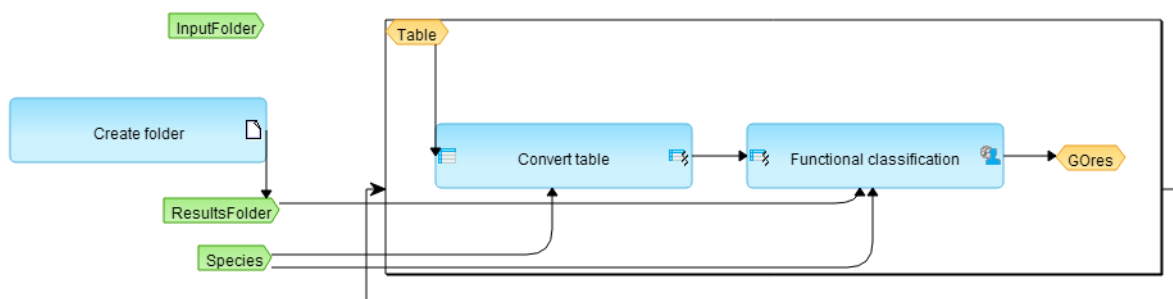 InputFolder
Table
Create folder
Convert table
Functional classification
GOres
ResultsFolder
Species